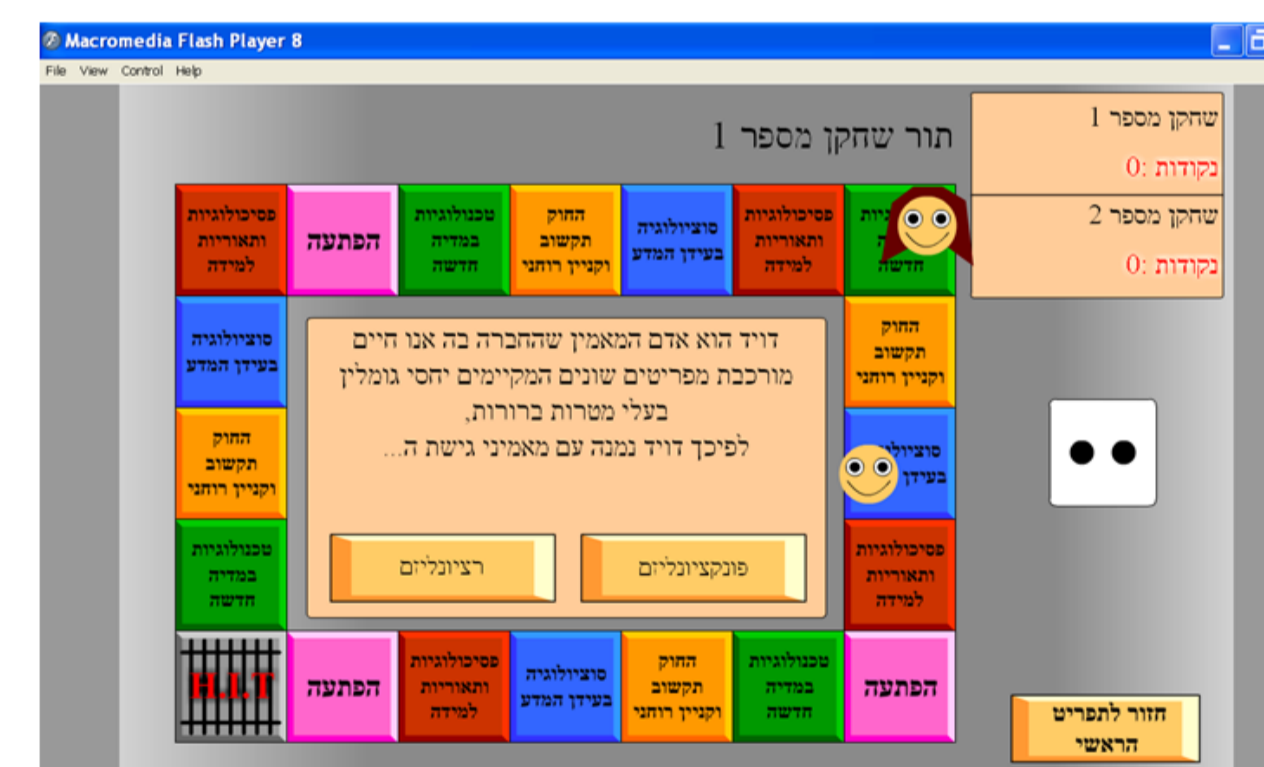 Macromedia Flash Player 8
File View Control Help
שחקן מספר 1
נקודות :0
שחקן מספר 2
נקודות :0
תור שחקן מספר 1
פסיכולוגיות
ותאוריות
למידה
הפתעה
טכנולוגיות
במדיה
חדשה
החוק
תקשוב
וקניין רוחני
סוציולוגיה
בעידן המדע
פסיכולוגיות
ותאוריות
למידה
חדשה
סוציולוגיה
בעידן המדע
החוק
תקשוב
וקניין רוחני
דויד הוא אדם המאמין שהחברה בה אנו חיים
מורכבת מפריטים שונים המקיימים יחסי גומלין
בעלי מטרות ברורות,
לפיכך דויד נמנה עם מאמיני גישת ה...
פונקציונליזם
רציונליזם
החוק
תקשוב
וקניין רוחני
בעידן
טכנולוגיות
במדיה
חדשה
פסיכולוגיות
ותאוריות
למידה
H.I.T
הפתעה
פסיכולוגיות
ותאוריות
למידה
סוציולוגיה
בעידן המדע
החוק
תקשוב
וקניין רוחני
טכנולוגיות
במדיה
חדשה
הפתעה
חזור לתפריט
הראשי